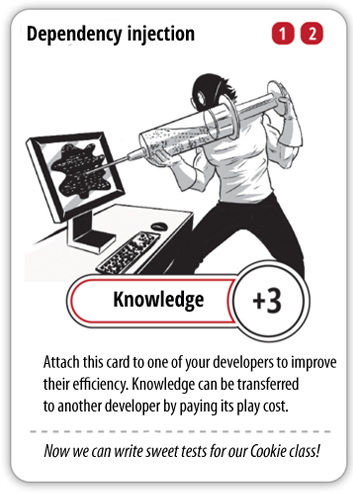 Dependency injection 1 2
Knowledge +3
Attach this card to one of your developers to improve
their efficiency. Knowledge can be transferred
to another developer by paying its play cost.
Now we can write sweet tests for our Cookie class!